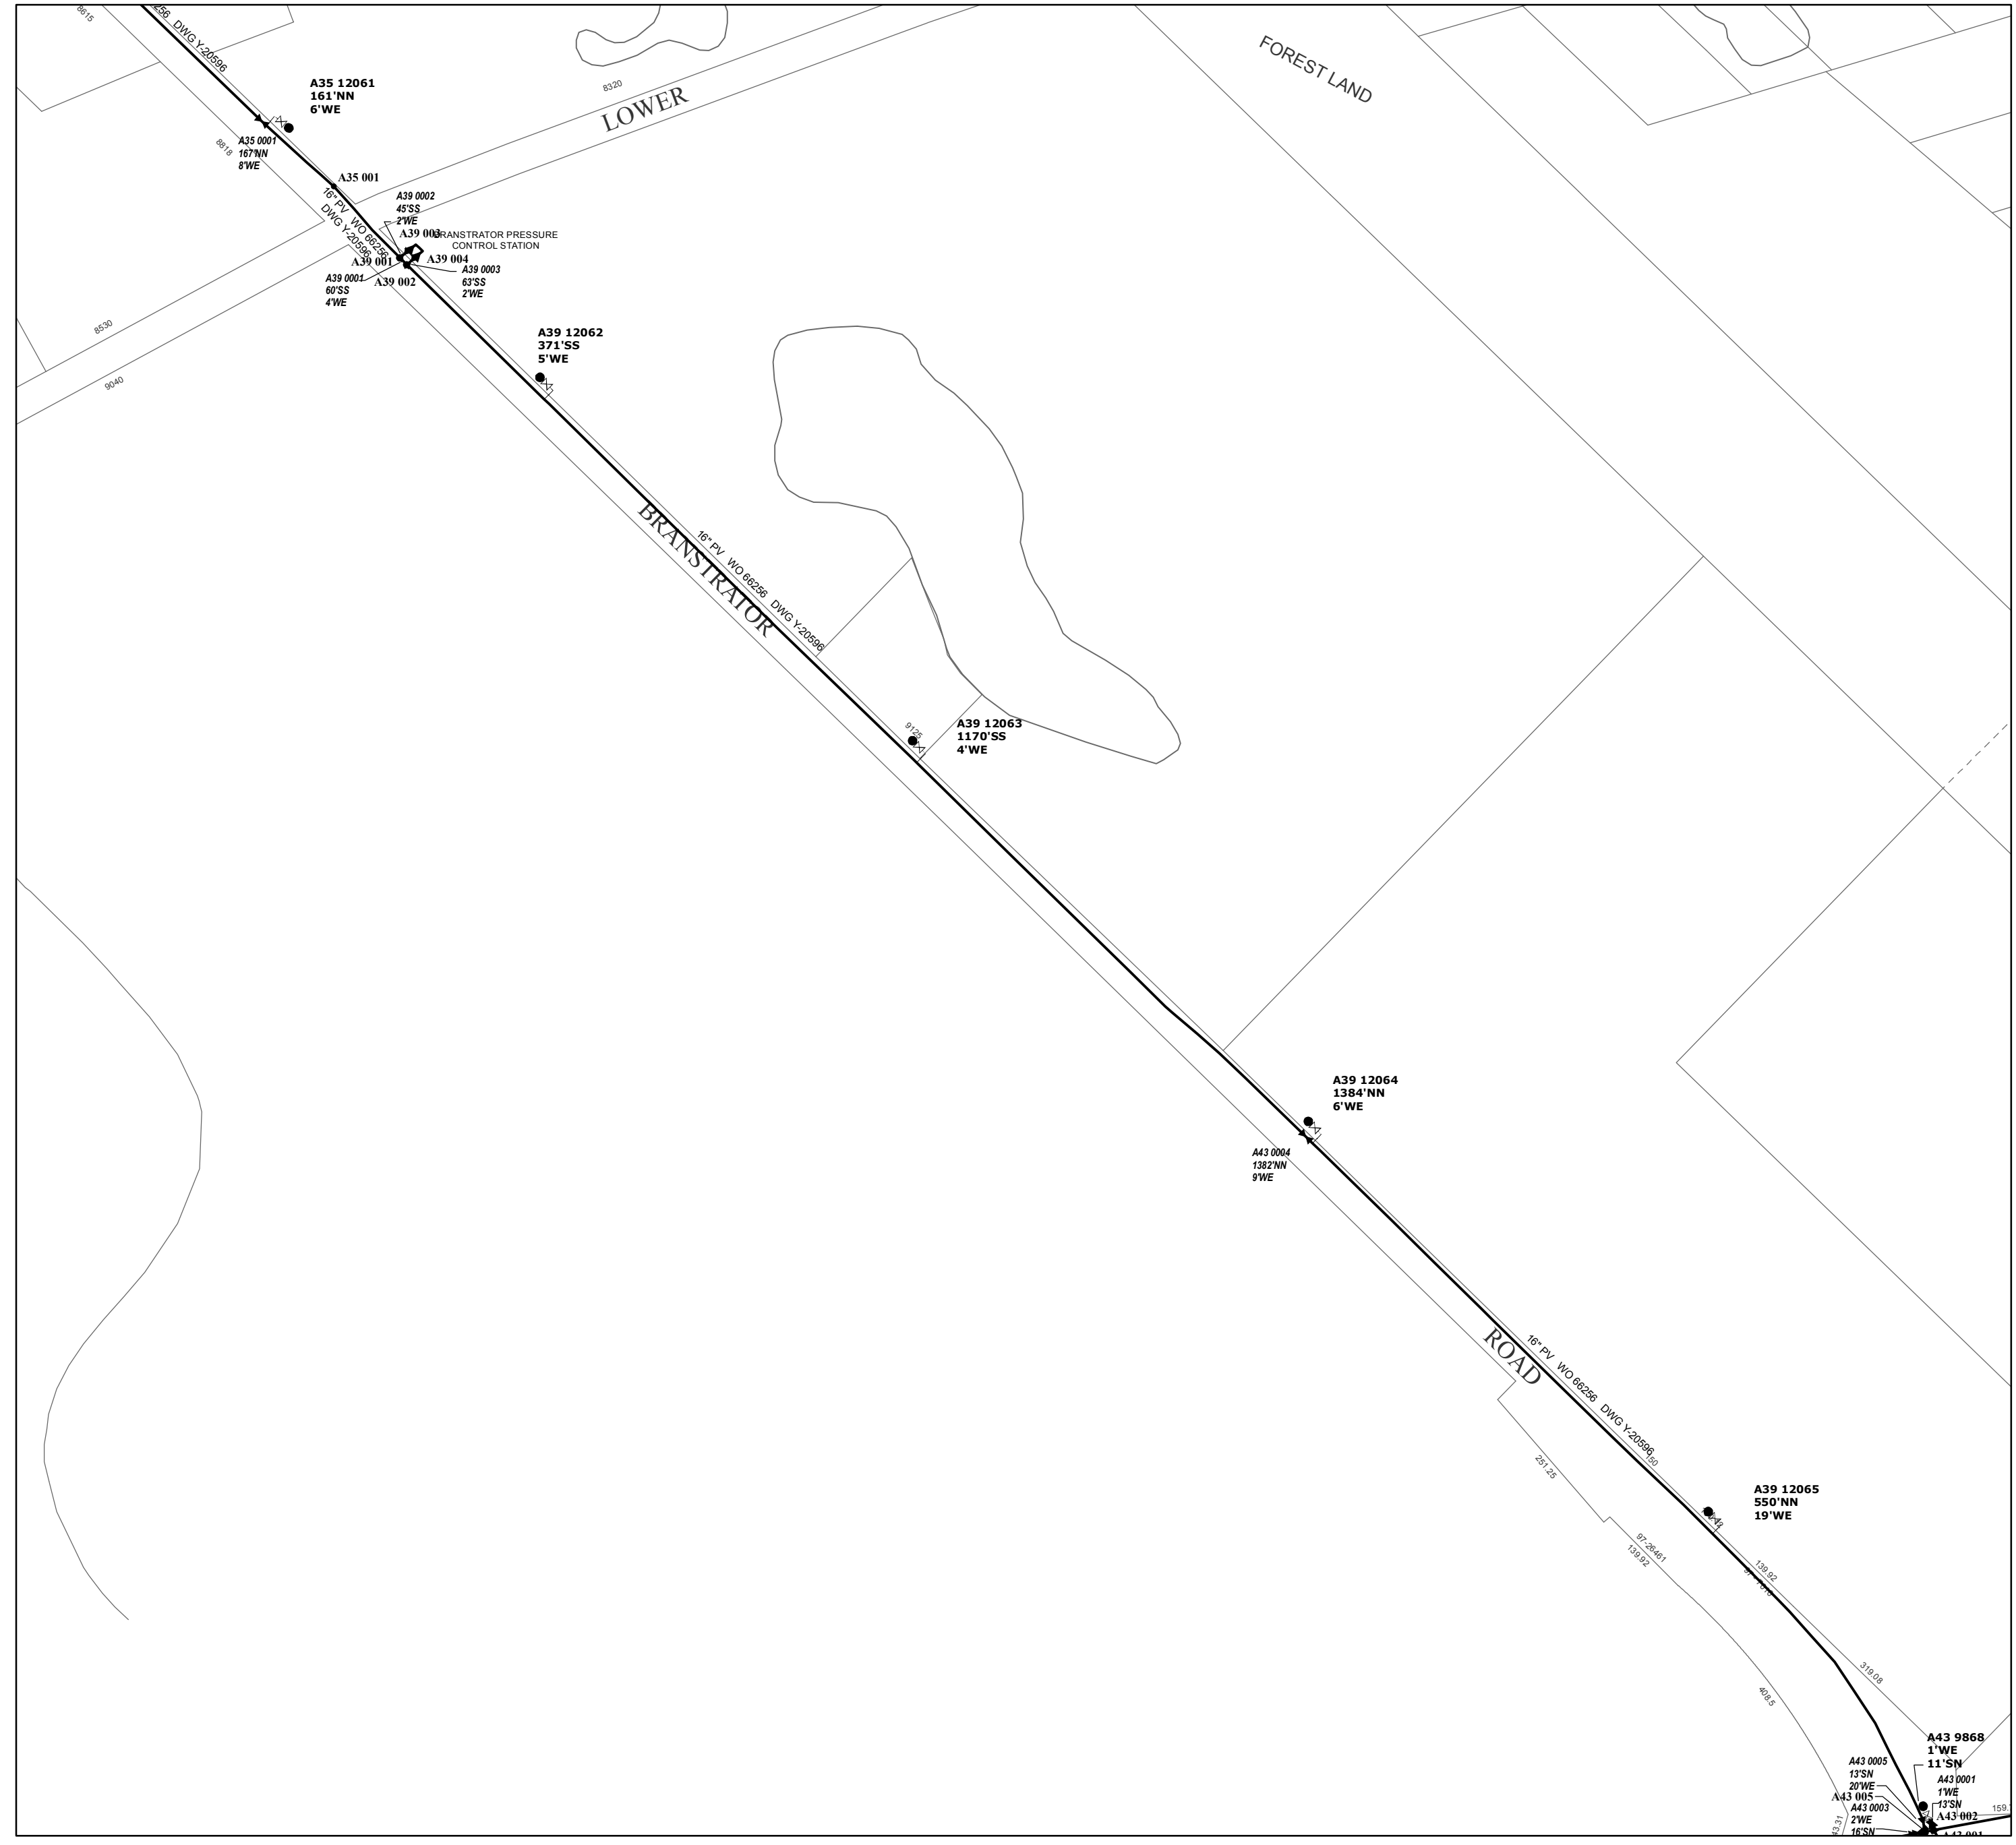 8615
256 DWG Y-20596
A35 12061
161'NN
6'WE
8320
LOWER
FOREST LAND
A35 0001
167'NN
8'WE
8818
A35 001
16" PV WO 66256
DWG Y-20596
A39 0002
45'SS
2'WE
A39 003
BRANSTRATOR PRESSURE
CONTROL STATION
A39 001
A39 004
A39 0001
60'SS
4'WE
A39 002
A39 0003
63'SS
2'WE
8530
9040
A39 12062
371'SS
5'WE
BRANSTRATOR
16" PV WO 66256 DWG Y-20596
9125
A39 12063
1170'SS
4'WE
A39 12064
1384'NN
6'WE
A43 0004
1382'NN
9'WE
ROAD
16" PV WO 66256 DWG Y-20596
150
251.25
A39 12065
550'NN
19'WE
97-26461
139.92
139.92
319.08
408.5
A43 9868
1'WE
11'SN
A43 0005
13'SN
20'WE
A43 0001
1'WE
13'SN
A43 005
A43 0003
2'WE
16'SN
A43 002
A43 001
159.
43.31